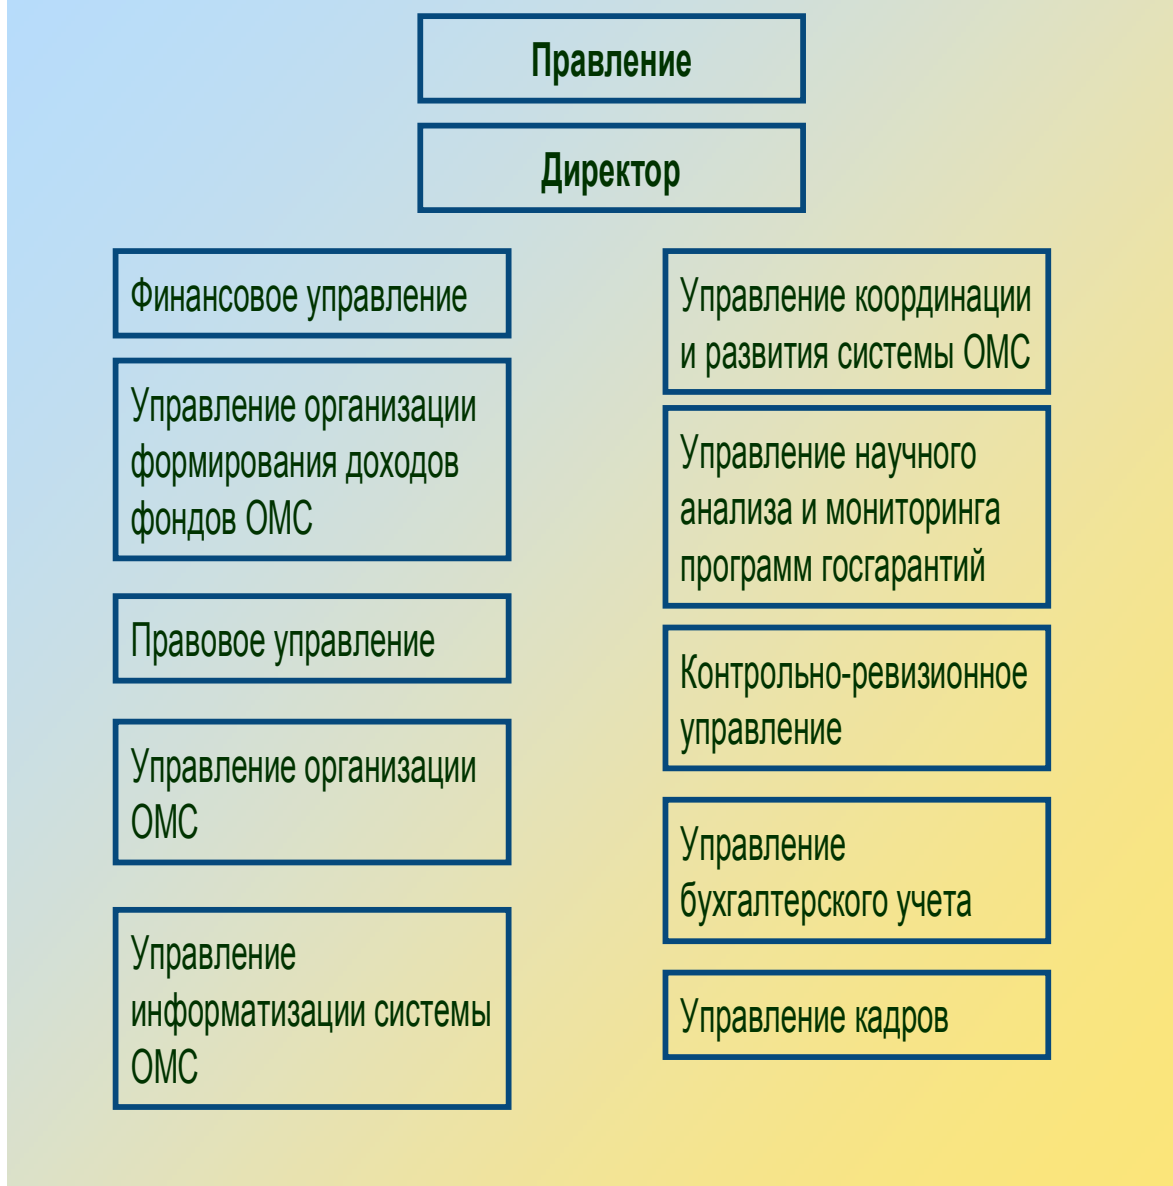 Правление
Директор
Финансовое управление
Управление организации
формирования доходов
фондов ОМС
Правовое управление
Управление организации
ОМС
Управление
информатизации системы
ОМС
Управление координации
и развития системы ОМС
Управление научного
анализа и мониторинга
программ госгарантий
Контрольно-ревизионное
управление
Управление
бухгалтерского учета
Управление кадров